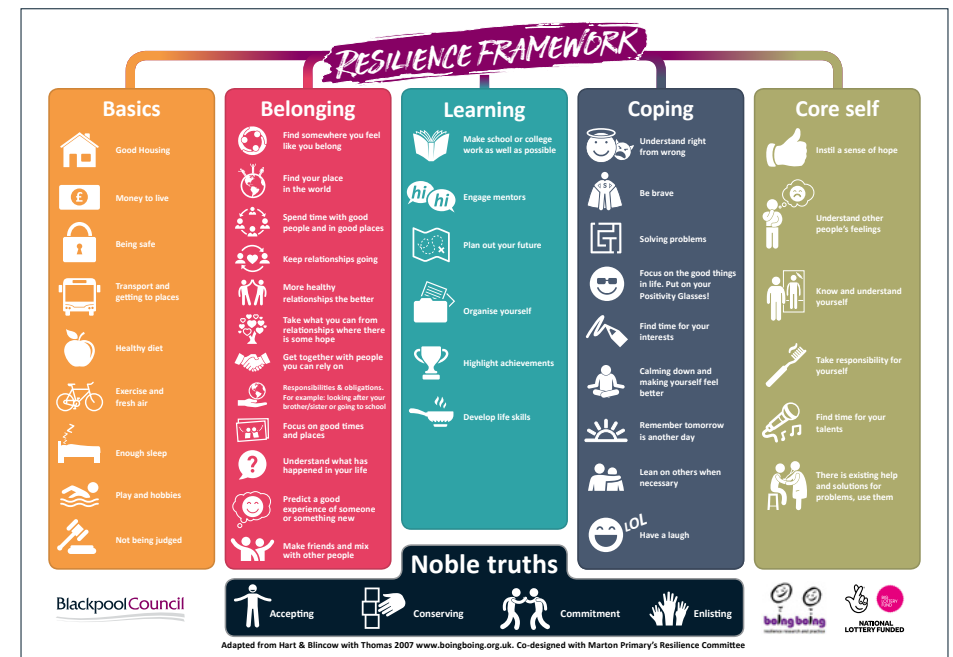 RESILIENCE FRAMEWORK
Basics
Good Housing
£
Money to live
Being safe
Transport and
getting to places
Healthy diet
Exercise and
fresh air
z z z
Enough sleep
Play and hobbies
Not being judged
Belonging
Find somewhere you feel
like you belong
Find your place
in the world
Spend time with good
people and in good places
Keep relationships going
More healthy
relationships the better
Take what you can from
relationships where there
is some hope
Get together with people
you can rely on
Responsibilities & obligations.
For example: looking after your
brother/sister or going to school
Focus on good times
and places
?
Understand what has
happened in your life
Predict a good
experience of someone
or something new
Make friends and mix
with other people
Learning
Make school or college
work as well as possible
hi hi
Engage mentors
Plan out your future
Organise yourself
Highlight achievements
Develop life skills
Coping
Understand right
from wrong
S
Be brave
Solving problems
Focus on the good things
in life. Put on your
Positivity Glasses!
Find time for your
interests
Calming down and
making yourself feel
better
Remember tomorrow
is another day
Lean on others when
necessary
LOL
Have a laugh
Core self
Instil a sense of hope
Understand other
people's feelings
Know and understand
yourself
Take responsibility for
yourself
Find time for your
talents
There is existing help
and solutions for
problems, use them
Noble truths
Accepting
Conserving
Commitment
Enlisting
BlackpoolCouncil
boingboing
resilience research and practice
BIG
LOTTERY
FUND
NATIONAL
LOTTERY FUNDED
Adapted from Hart & Blincow with Thomas 2007 www.boingboing.org.uk. Co-designed with Marton Primary's Resilience Committee